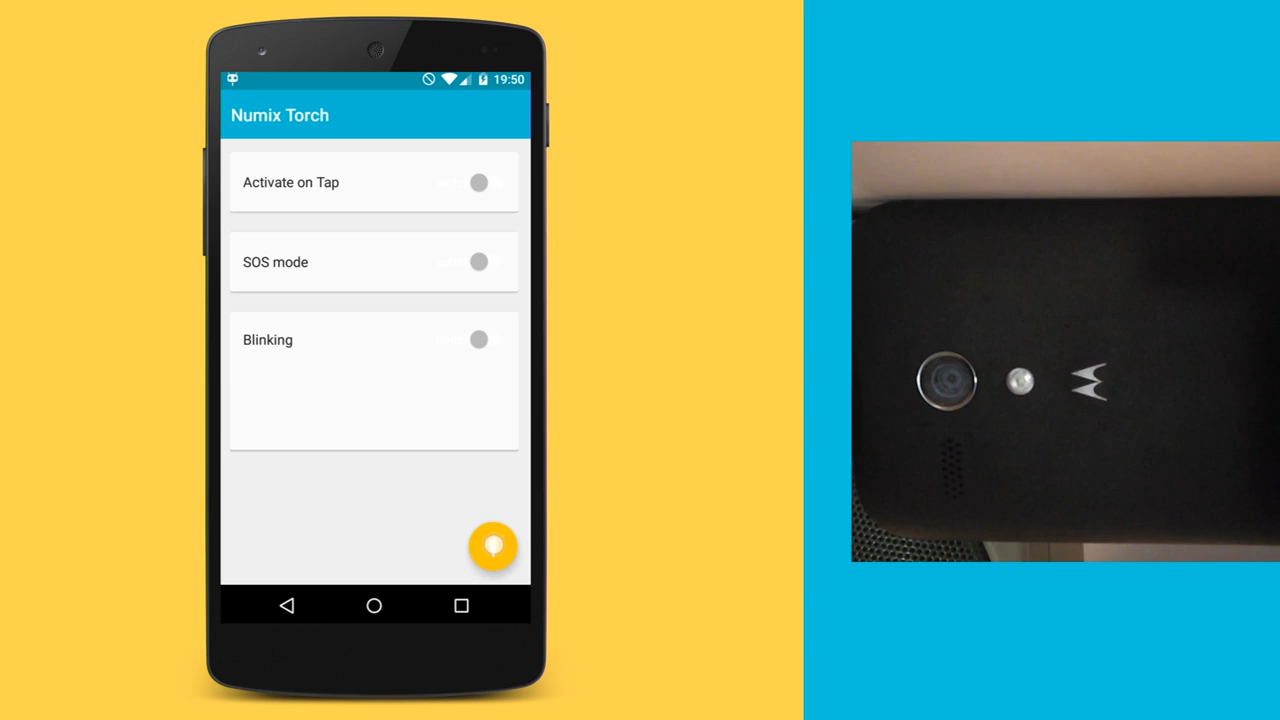 19:50
Numix Torch
Activate on Tap
SOS mode
Blinking